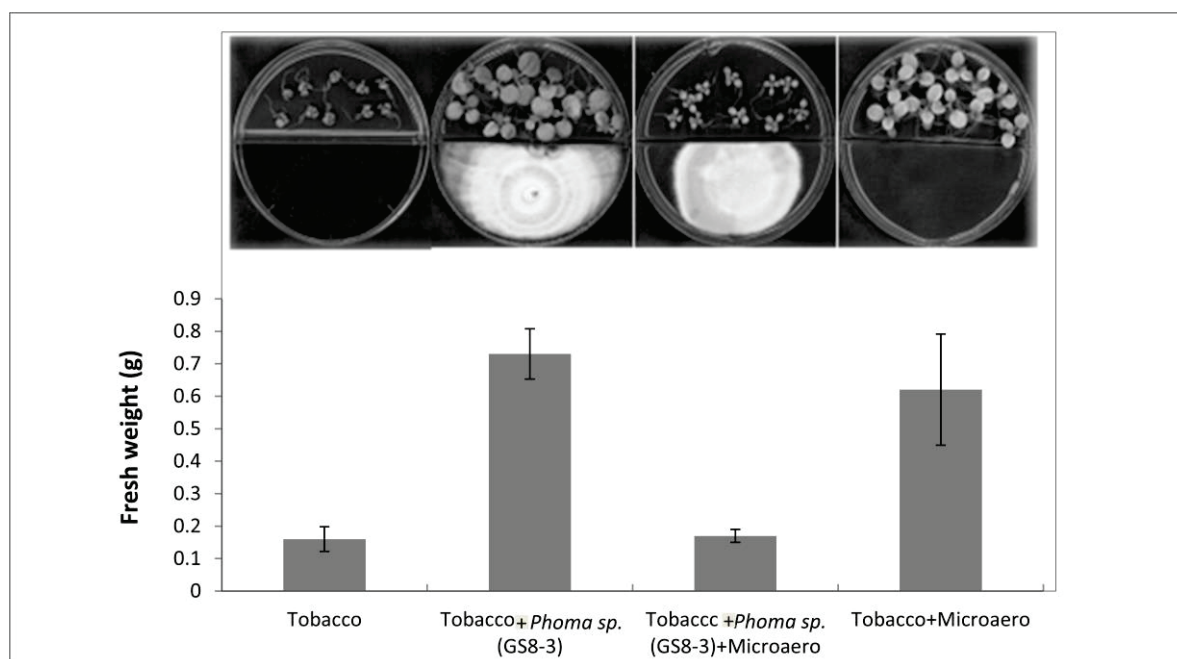 0.9
0.8
0.7
0.6
0.5
0.4
0.3
0.2
0.1
0
Fresh weight (g)
Tobacco
Tobacco+Phoma sp.
(GS8-3)
Tobaccc +Phoma sp.
(GS8-3)+Microaero
Tobacco+Microaero